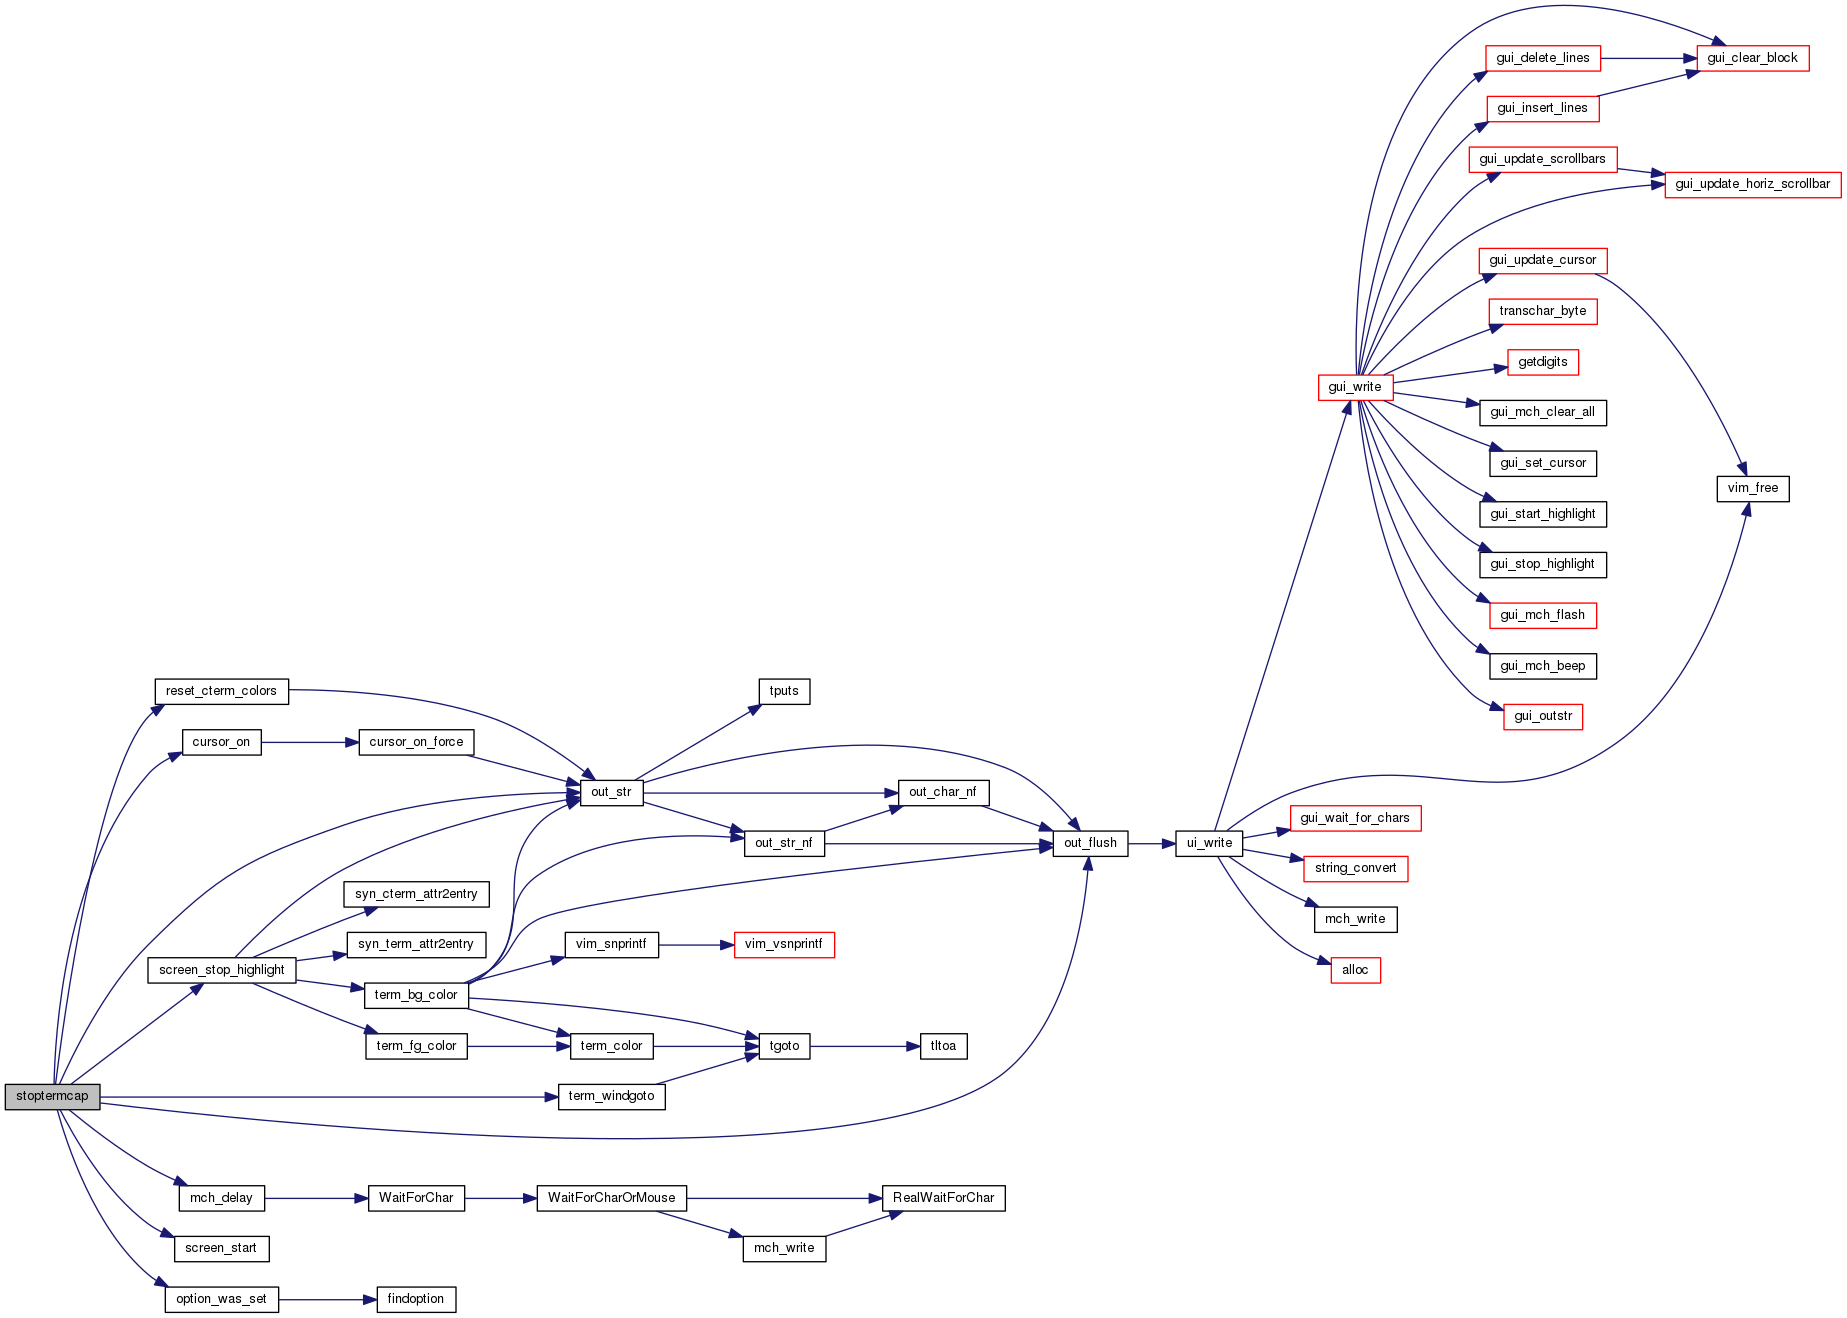 gui_delete_lines
gui_clear_block
gui_insert_lines
gui_update_scrollbars
gui_update_horiz_scrollbar
gui_update_cursor
transchar_byte
getdigits
gui_write
gui_mch_clear_all
gui_set_cursor
vim_free
gui_start_highlight
gui_stop_highlight
gui_mch_flash
gui_mch_beep
reset_cterm_colors
tputs
gui_outstr
cursor_on
cursor_on_force
out_str
out_char_nf
gui_wait_for_chars
out_str_nf
out_flush
ui_write
string_convert
syn_cterm_attr2entry
mch_write
syn_term_attr2entry
vim_snprintf
vim_vsnprintf
screen_stop_highlight
alloc
term_bg_color
term_fg_color
term_color
tgoto
tltoa
stoptermcap
term_windgoto
mch_delay
WaitForChar
WaitForCharOrMouse
RealWaitForChar
screen_start
mch_write
option_was_set
findoption